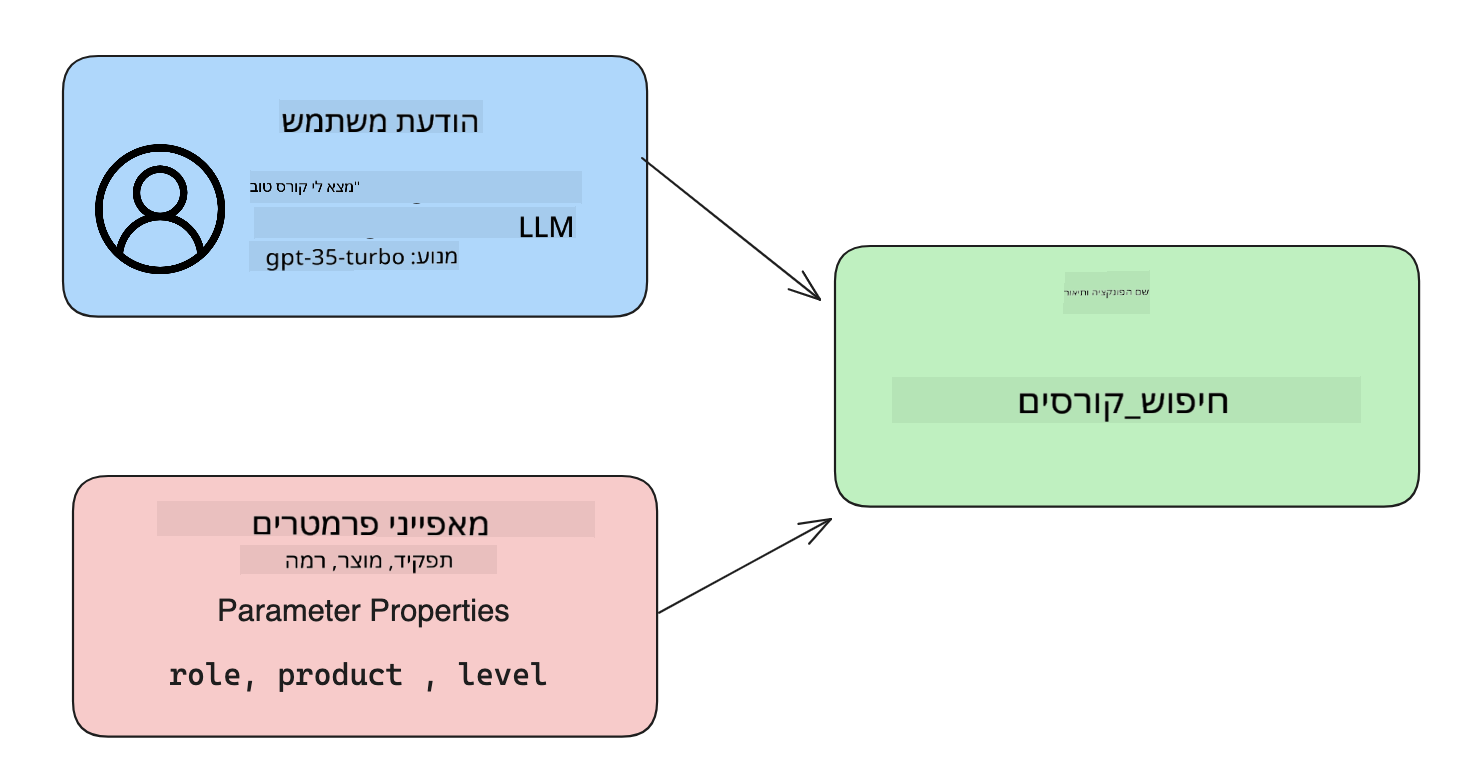 הודעת משתמש
"מצא לי קורס טוב
LLM
מנוע: gpt-35-turbo
שם הפונקציה ותיאור
חיפוש_קורסים
מאפייני פרמטרים
תפקיד, מוצר, רמה
Parameter Properties
role, product , level